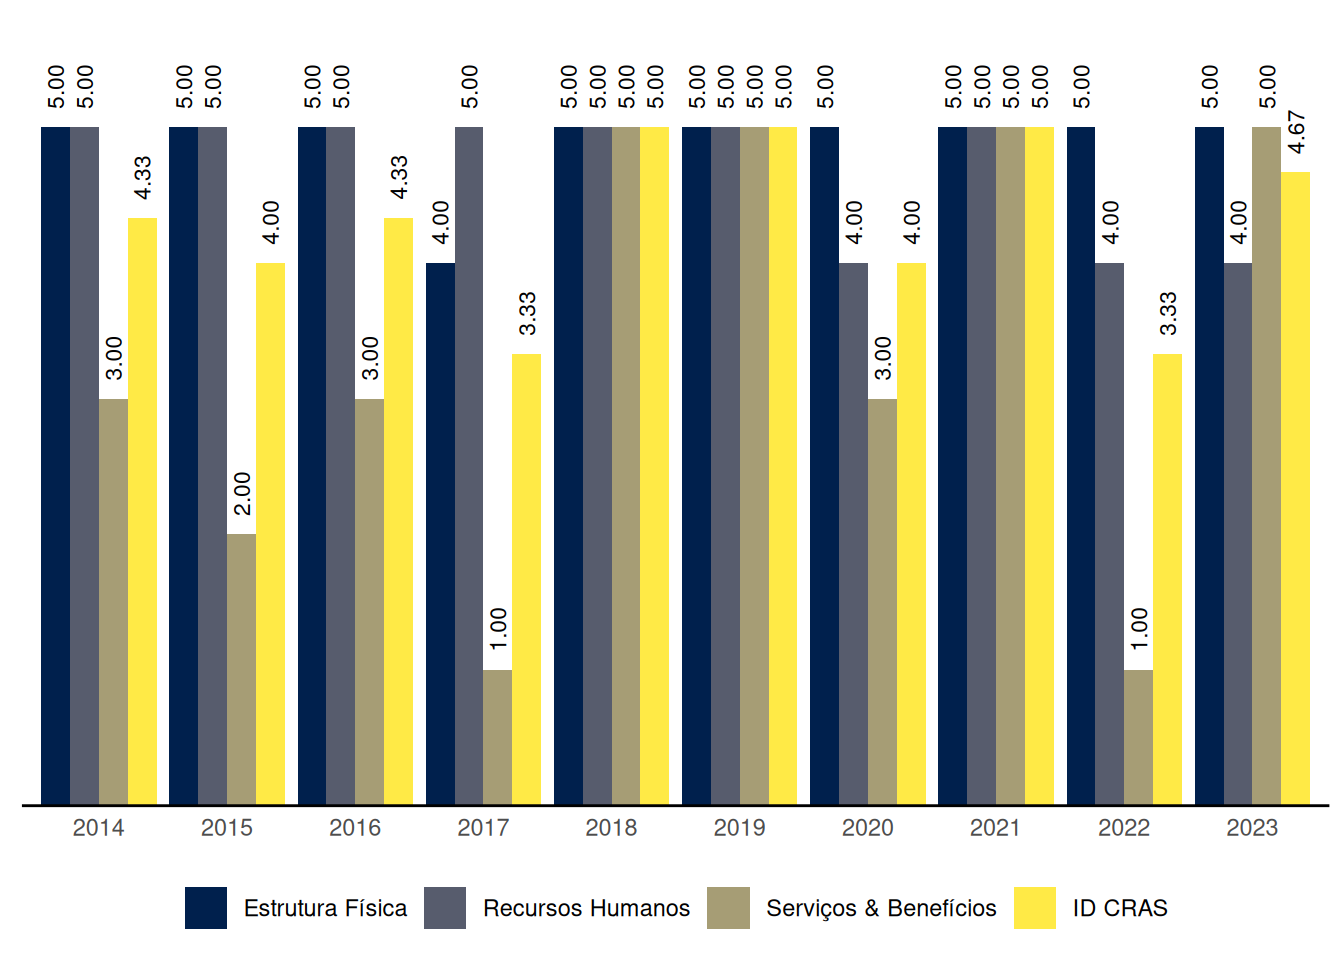 5.00 5.00 3.00 4.33
5.00 5.00 2.00 4.00
5.00 5.00 3.00 4.33
4.00 5.00 1.00 3.33
5.00 5.00 5.00 5.00
5.00 5.00 5.00 5.00
5.00 4.00 3.00 4.00
5.00 5.00 5.00 5.00
5.00 4.00 1.00 3.33
5.00 4.00 5.00 4.67
2014 2015 2016 2017 2018 2019 2020 2021 2022 2023
Estrutura Física Recursos Humanos Serviços & Benefícios ID CRAS